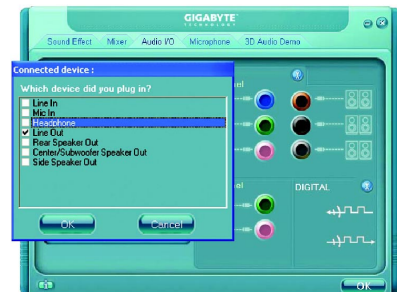 GIGABYTE
TECHNOLOGY
Sound Effect Mixer Audio I/O Microphone 3D Audio Demo
Connected device :
Which device did you plug in?
Line In
Mic In
Headphone
Line Out
Rear Speaker Out
Center/Subwoofer Speaker Out
Side Speaker Out
OK Cancel
DIGITAL
OK